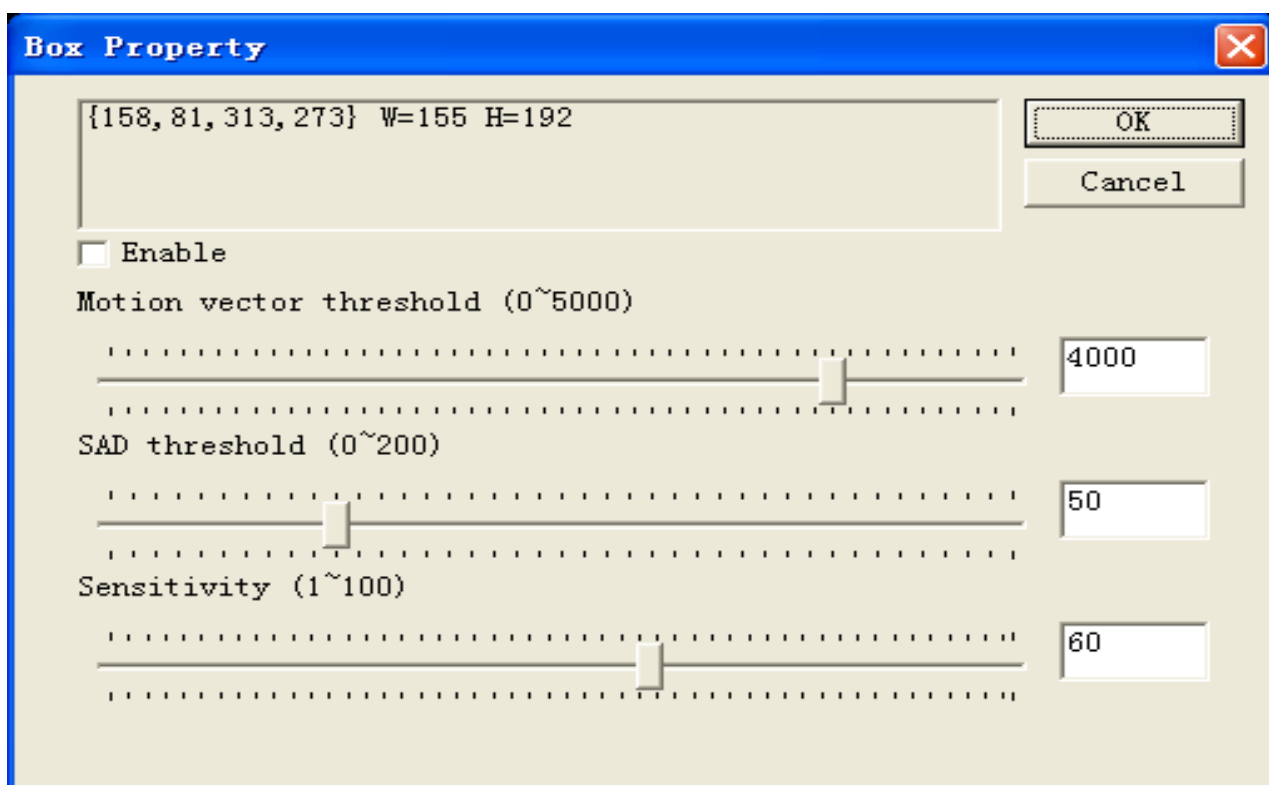 Box Property
{158,81,313,273} W=155 H=192
OK
Cancel
Enable
Motion vector threshold (0~5000)
4000
SAD threshold (0~200)
50
Sensitivity (1~100)
60